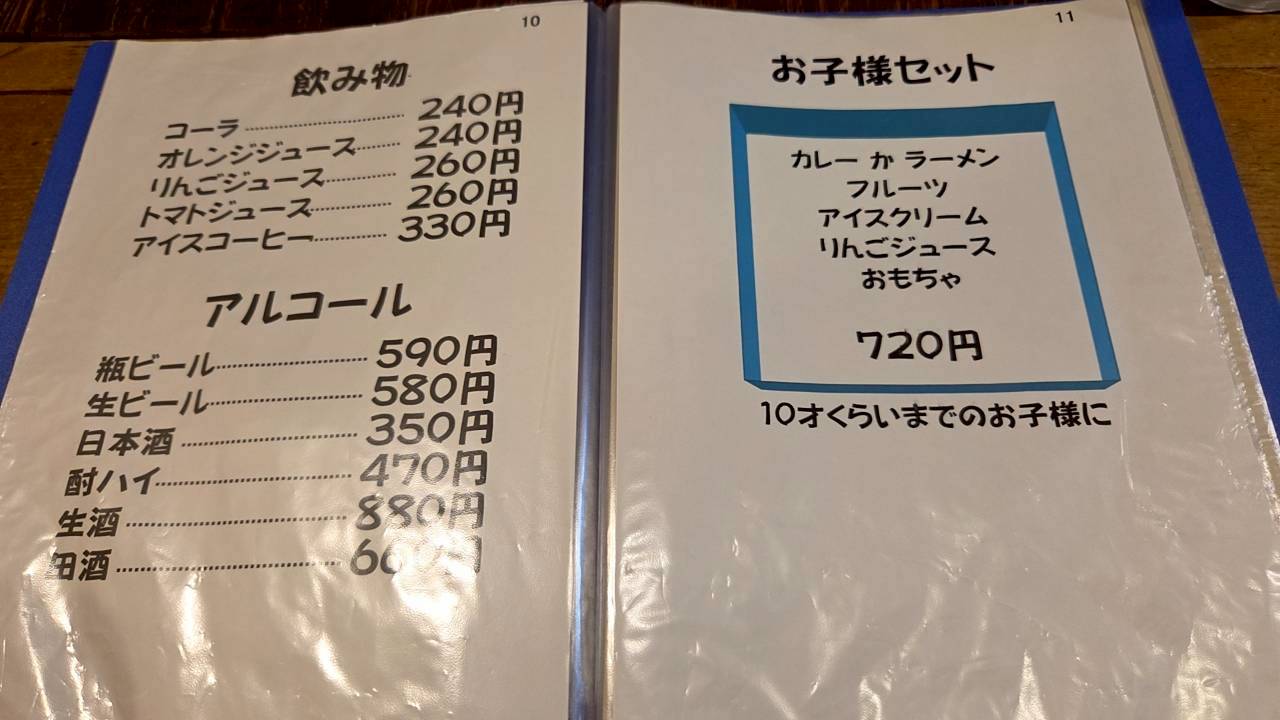 10
飲み物
コーラ 240円
オレンジジュース 240円
りんごジュース 260円
トマトジュース 260円
アイスコーヒー 330円
アルコール
瓶ビール 590円
生ビール 580円
日本酒 350円
酎ハイ 470円
生酒 880円
酒
11
お子様セット
カレー か ラーメン
フルーツ
アイスクリーム
りんごジュース
おもちゃ
720円
10才くらいまでのお子様に